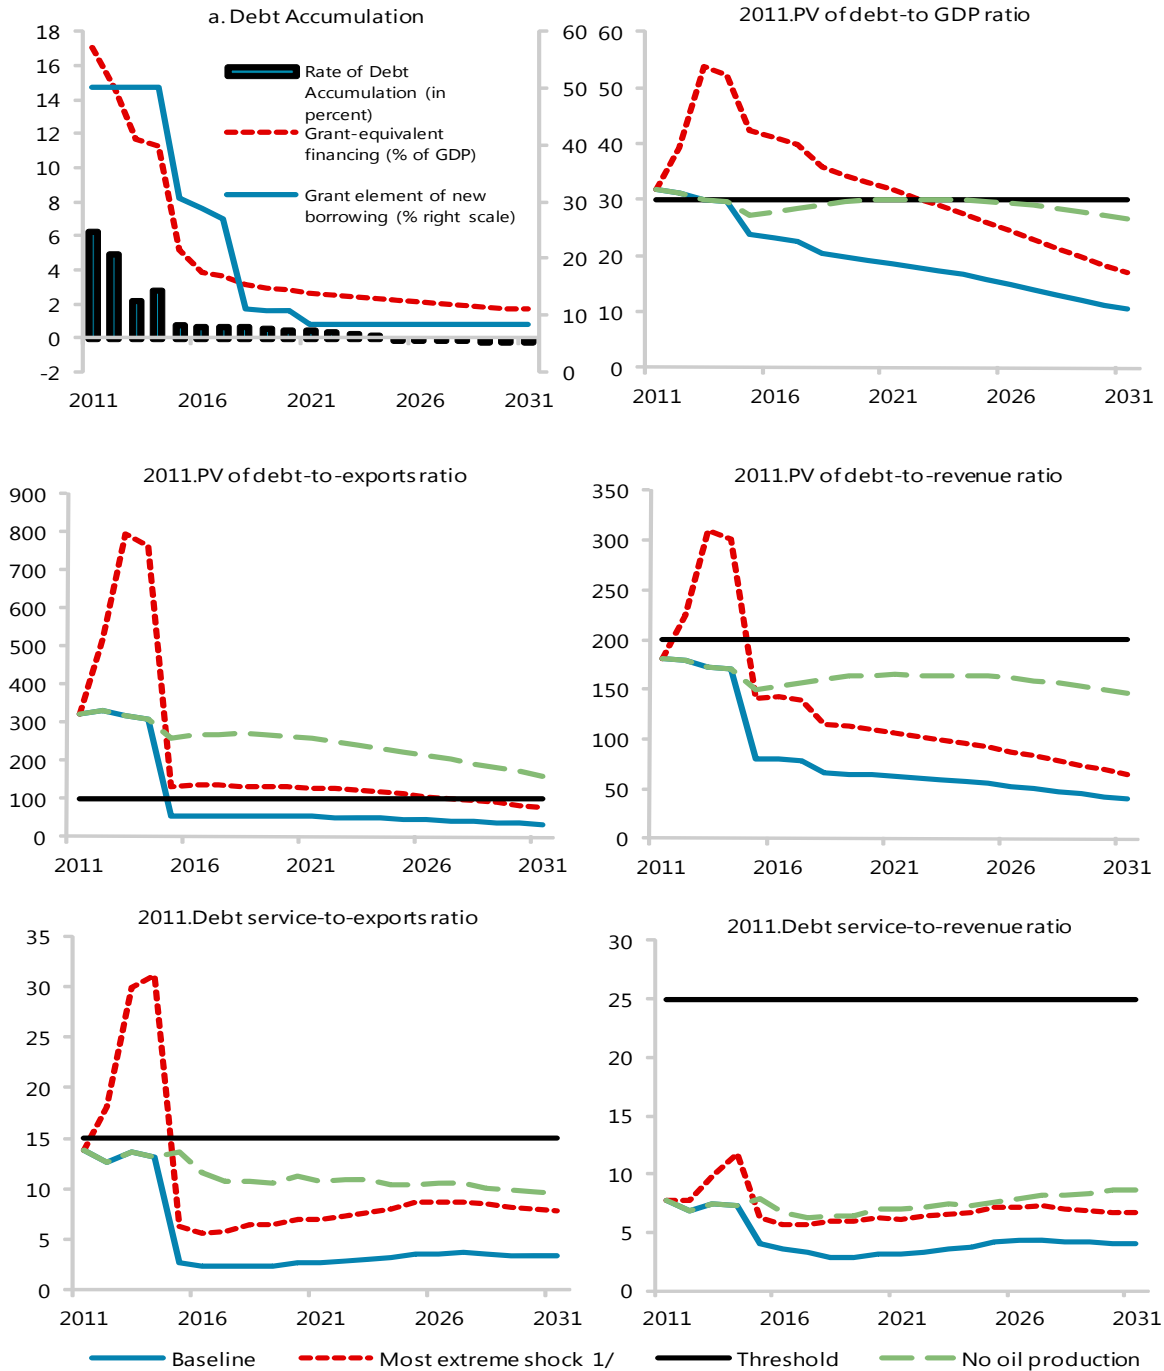 a. Debt Accumulation
18
16
14
12
10
8
6
4
2
0
-2
60
50
40
30
20
10
0
Rate of Debt
Accumulation (in
percent)
Grant-equivalent
financing (% of GDP)
Grant element of new
borrowing (% right scale)
2011 2016 2021 2026 2031
2011.PV of debt-to GDP ratio
60
50
40
30
20
10
0
2011 2016 2021 2026 2031
2011.PV of debt-to-exports ratio
900
800
700
600
500
400
300
200
100
0
2011 2016 2021 2026 2031
2011.PV of debt-to-revenue ratio
350
300
250
200
150
100
50
0
2011 2016 2021 2026 2031
2011.Debt service-to-exports ratio
35
30
25
20
15
10
5
0
2011 2016 2021 2026 2031
2011.Debt service-to-revenue ratio
30
25
20
15
10
5
0
2011 2016 2021 2026 2031
Baseline Most extreme shock 1/ Threshold No oil production